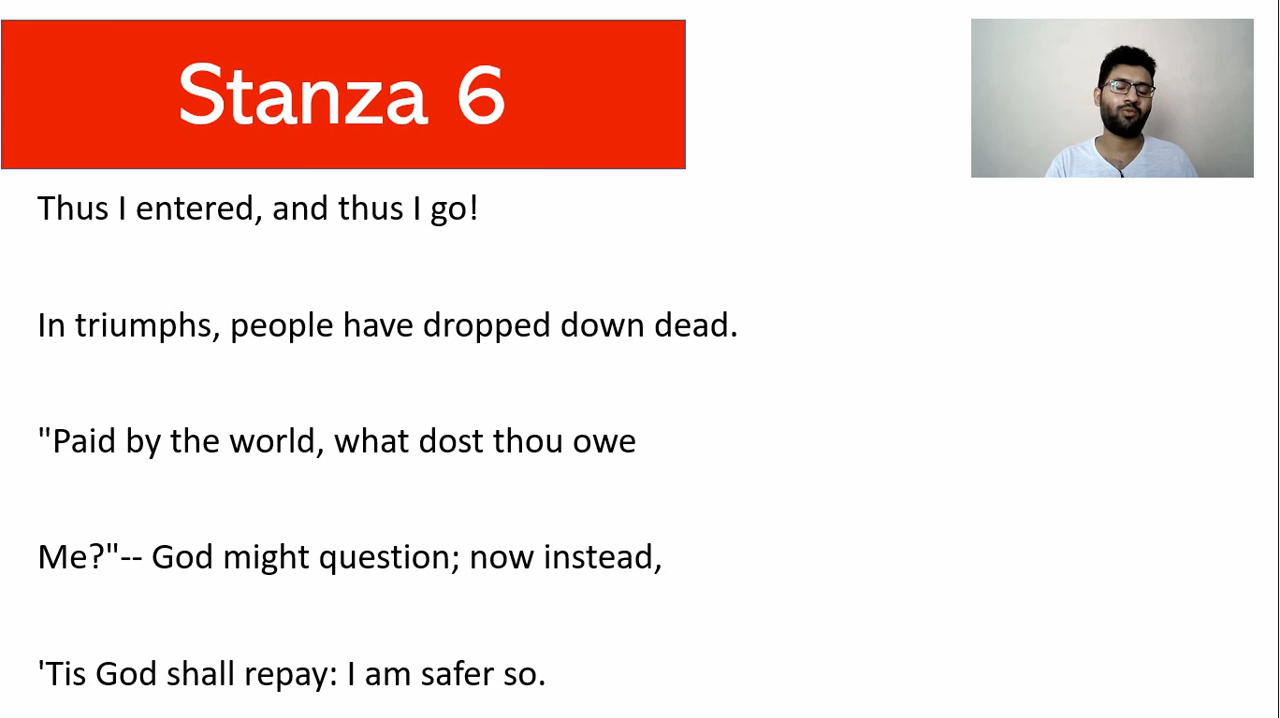 Stanza 6
Thus I entered, and thus I go!
In triumphs, people have dropped down dead.
"Paid by the world, what dost thou owe
Me?"-- God might question; now instead,
'Tis God shall repay: I am safer so.